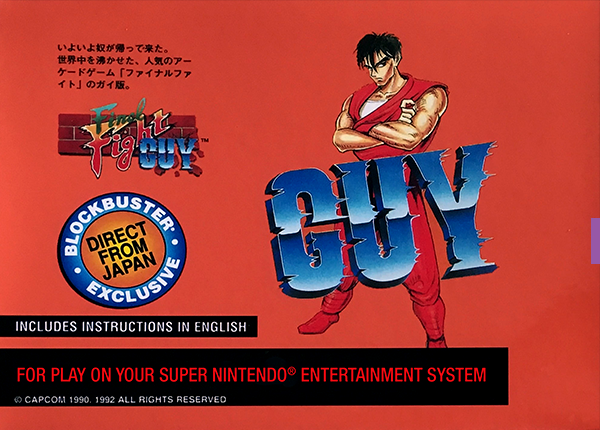 いよいよ奴が帰って来た。
世界中を沸かせた、人気のアー
ケードゲーム「ファイナルファ
イト」のガイ版。
Final
Fight
GUY™
BLOCKBUSTER®
DIRECT
FROM
JAPAN
EXCLUSIVE
GUY
INCLUDES INSTRUCTIONS IN ENGLISH
FOR PLAY ON YOUR SUPER NINTENDO® ENTERTAINMENT SYSTEM
© CAPCOM 1990, 1992 ALL RIGHTS RESERVED